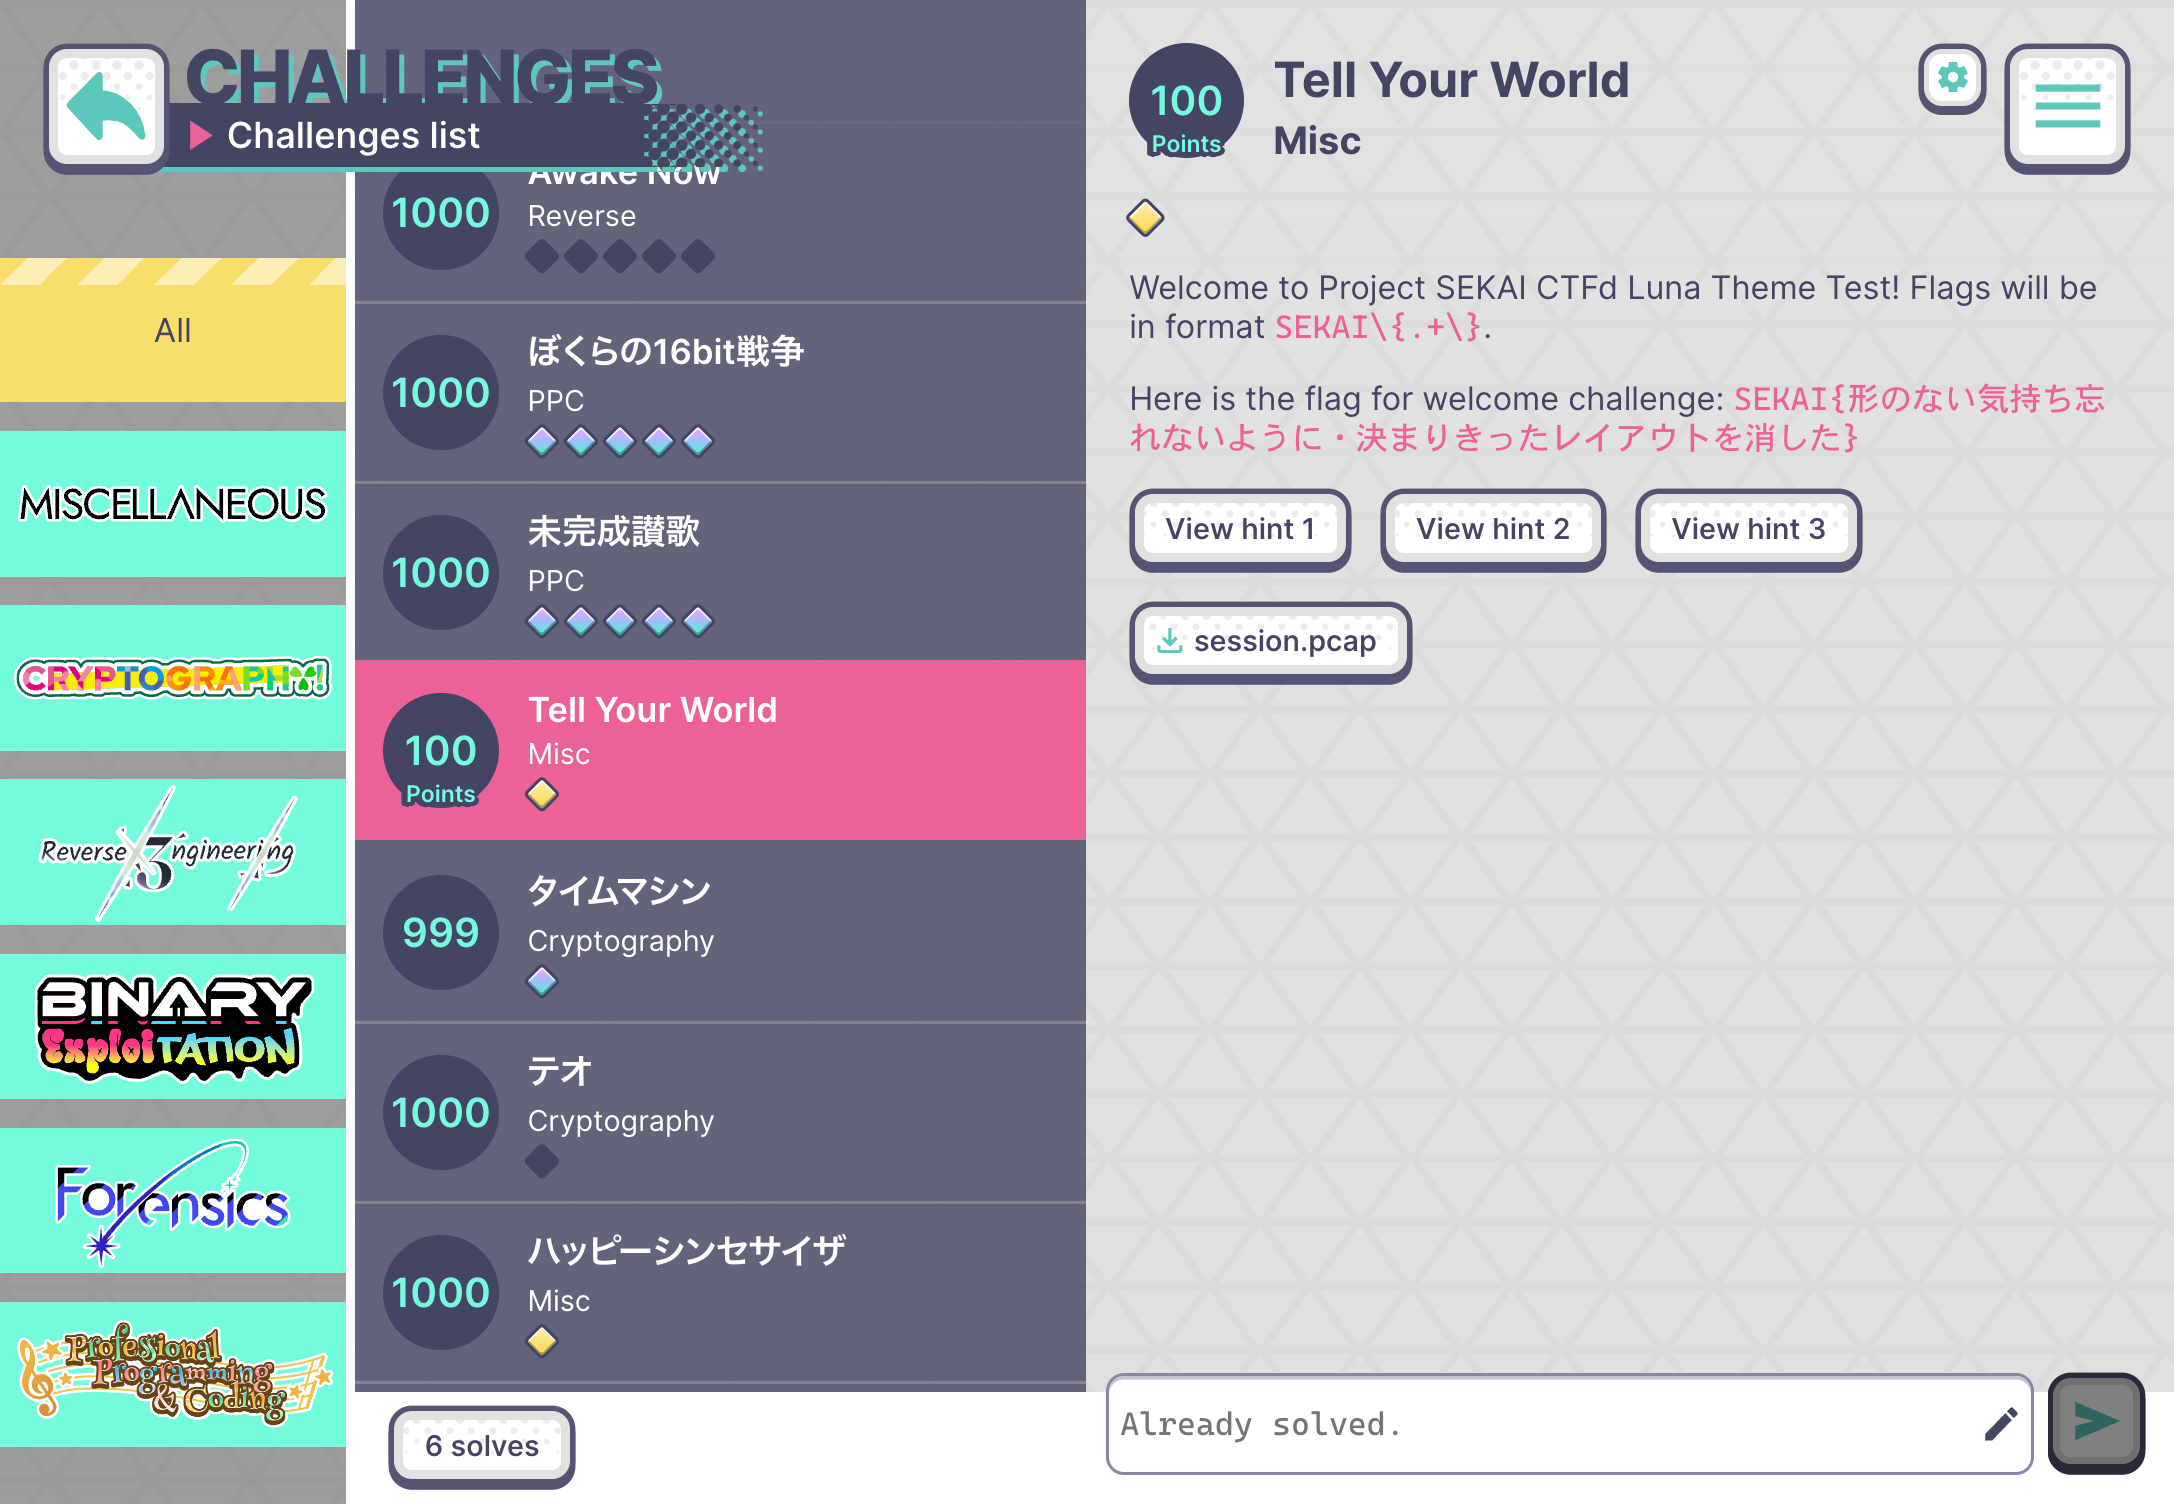 CHALLENGES
Challenges list
All
MISCELLANEOUS
CRYPTOGRAPHY!
Reverse 3ngineering
BINARY
ExploiTATION
Forensics
Professional
Programming
& Coding
1000
Awake Now
Reverse
1000
ぼくらの16bit戦争
PPC
1000
未完成讃歌
PPC
100
Points
Tell Your World
Misc
999
タイムマシン
Cryptography
1000
テオ
Cryptography
1000
ハッピーシンセサイザ
Misc
6 solves
100
Points
Tell Your World
Misc
Welcome to Project SEKAI CTFd Luna Theme Test! Flags will be
in format SEKAI\{.+\}.
Here is the flag for welcome challenge: SEKAI{形のない気持ち忘
れないように・決まりきったレイアウトを消した}
View hint 1
View hint 2
View hint 3
session.pcap
Already solved.